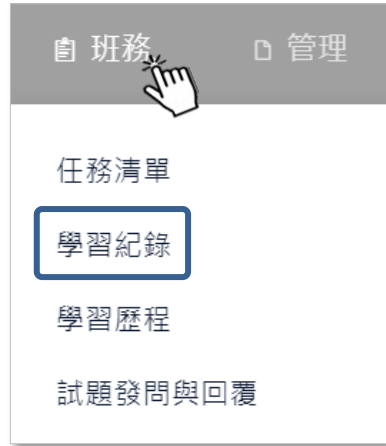 班務 管理
任務清單
學習紀錄
學習歷程
試題發問與回覆